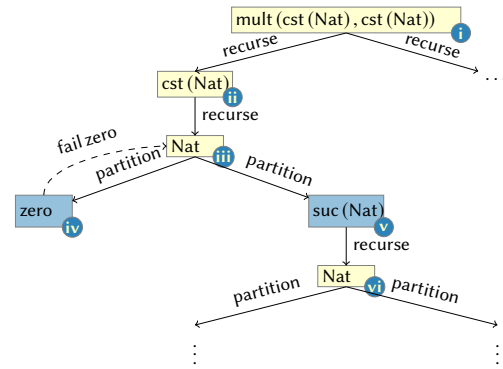 mult (cst (Nat) , cst (Nat))
i
recurse
recurse
...
cst (Nat)
ii
recurse
fail zero
Nat
iii
partition
partition
zero
iv
suc (Nat)
v
recurse
Nat
vi
partition
partition
⋮
⋮